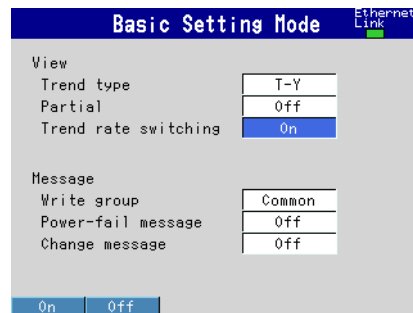 Basic Setting Mode
Ethernet
Link
View
Trend type T-Y
Partial Off
Trend rate switching On
Message
Write group Common
Power-fail message Off
Change message Off
On Off